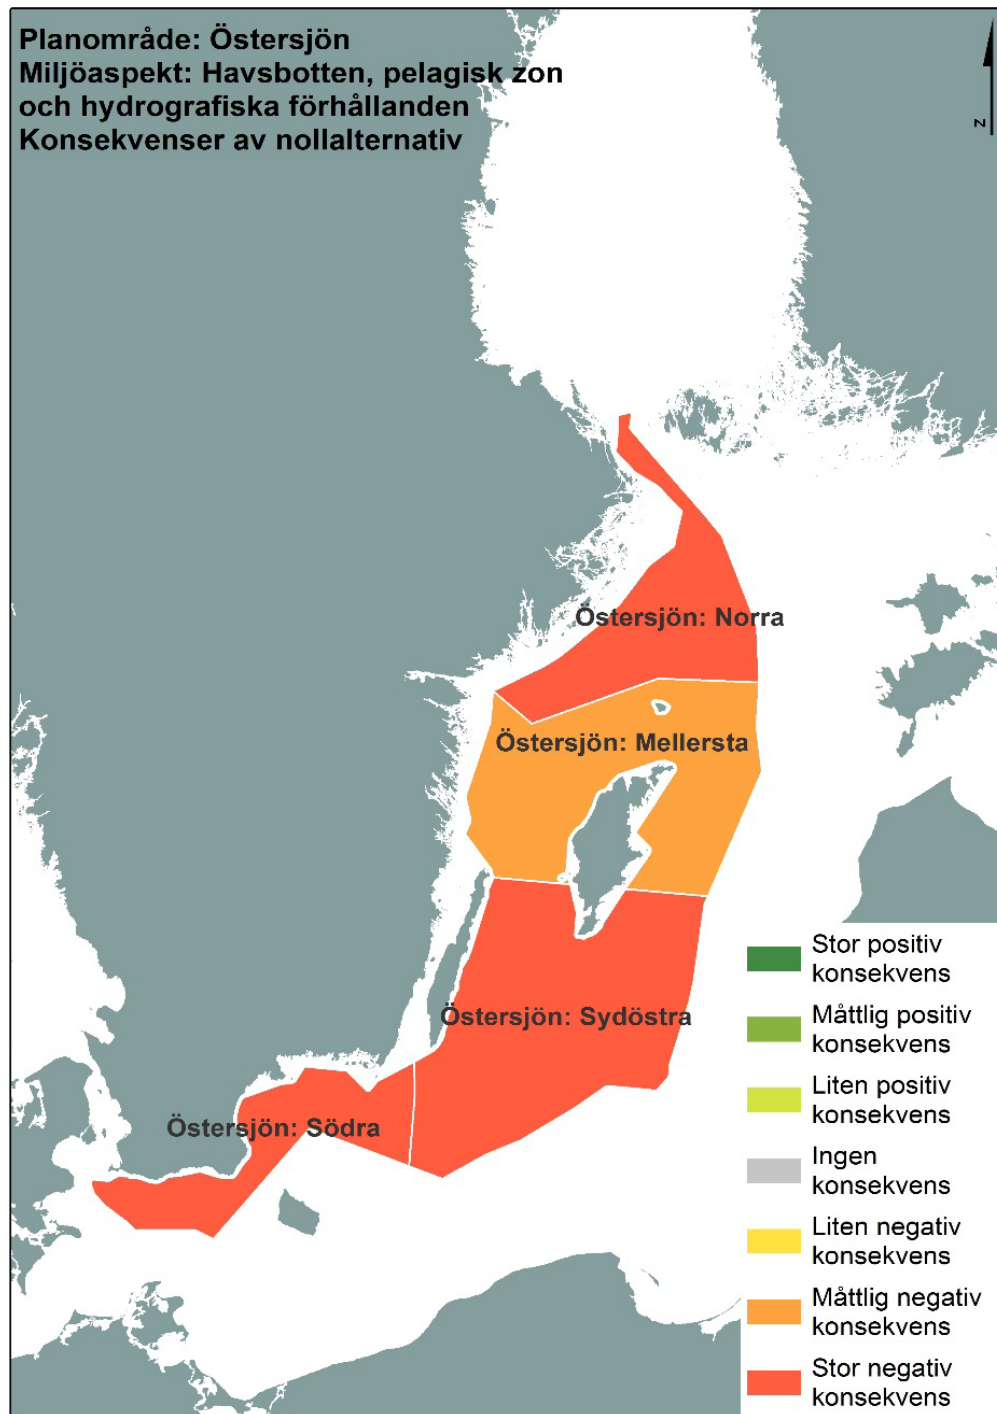 Planområde: Östersjön
Miljöaspekt: Havsbotten, pelagisk zon
och hydrografiska förhållanden
Konsekvenser av nollalternativ
N
Östersjön: Norra
Östersjön: Mellersta
Östersjön: Sydöstra
Östersjön: Södra
Stor positiv
konsekvens
Måttlig positiv
konsekvens
Liten positiv
konsekvens
Ingen
konsekvens
Liten negativ
konsekvens
Måttlig negativ
konsekvens
Stor negativ
konsekvens